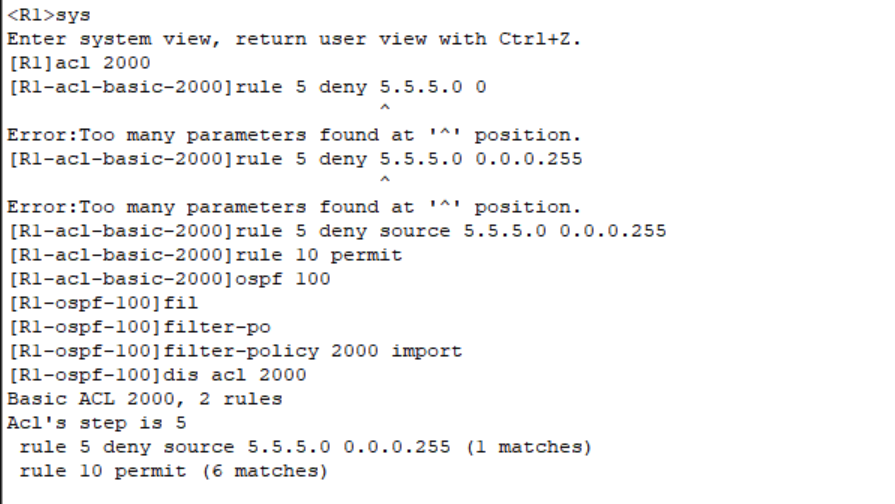 <R1>sys
Enter system view, return user view with Ctrl+Z.
[R1]acl 2000
[R1-acl-basic-2000]rule 5 deny 5.5.5.0 0
^
Error:Too many parameters found at '^' position.
[R1-acl-basic-2000]rule 5 deny 5.5.5.0 0.0.0.255
^
Error:Too many parameters found at '^' position.
[R1-acl-basic-2000]rule 5 deny source 5.5.5.0 0.0.0.255
[R1-acl-basic-2000]rule 10 permit
[R1-acl-basic-2000]ospf 100
[R1-ospf-100]fil
[R1-ospf-100]filter-po
[R1-ospf-100]filter-policy 2000 import
[R1-ospf-100]dis acl 2000
Basic ACL 2000, 2 rules
Acl's step is 5
rule 5 deny source 5.5.5.0 0.0.0.255 (1 matches)
rule 10 permit (6 matches)